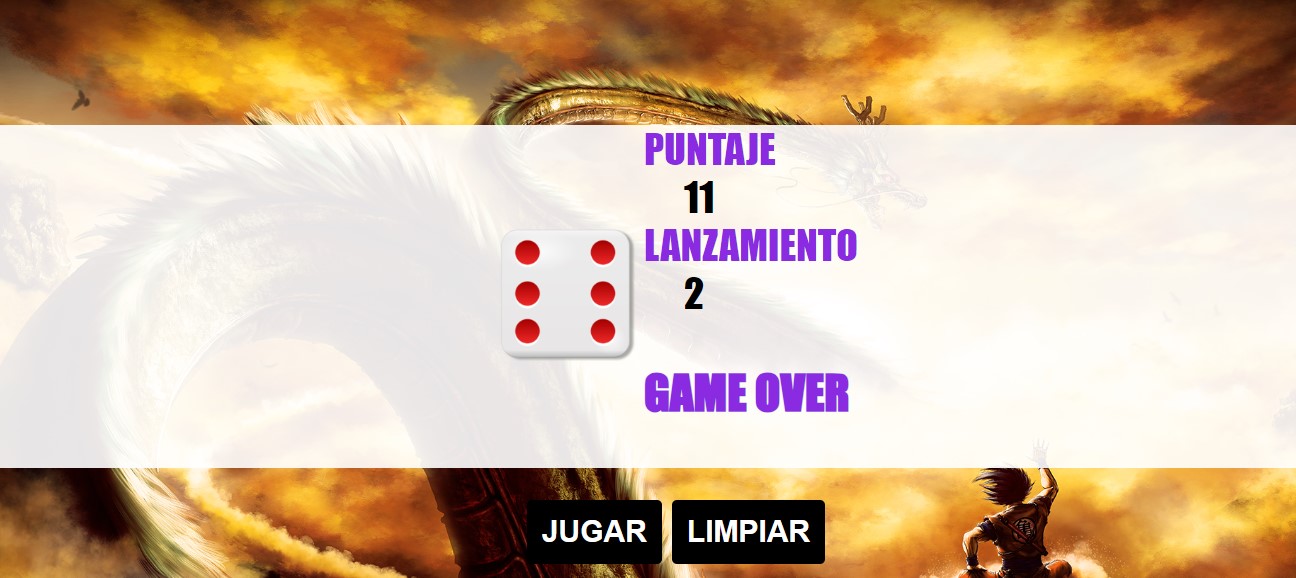 PUNTAJE
11
LANZAMIENTO
2
GAME OVER
JUGAR LIMPIAR